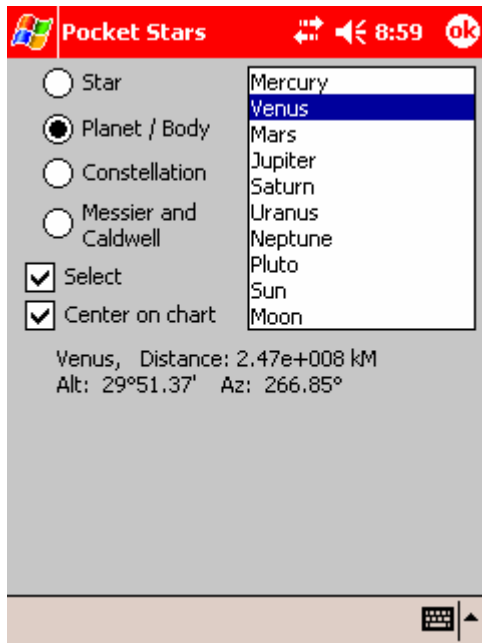 Pocket Stars 8:59 ok
Star
Planet / Body
Constellation
Messier and
Caldwell
Select
Center on chart
Mercury
Venus
Mars
Jupiter
Saturn
Uranus
Neptune
Pluto
Sun
Moon
Venus, Distance: 2.47e+008 kM
Alt: 29°51.37' Az: 266.85°